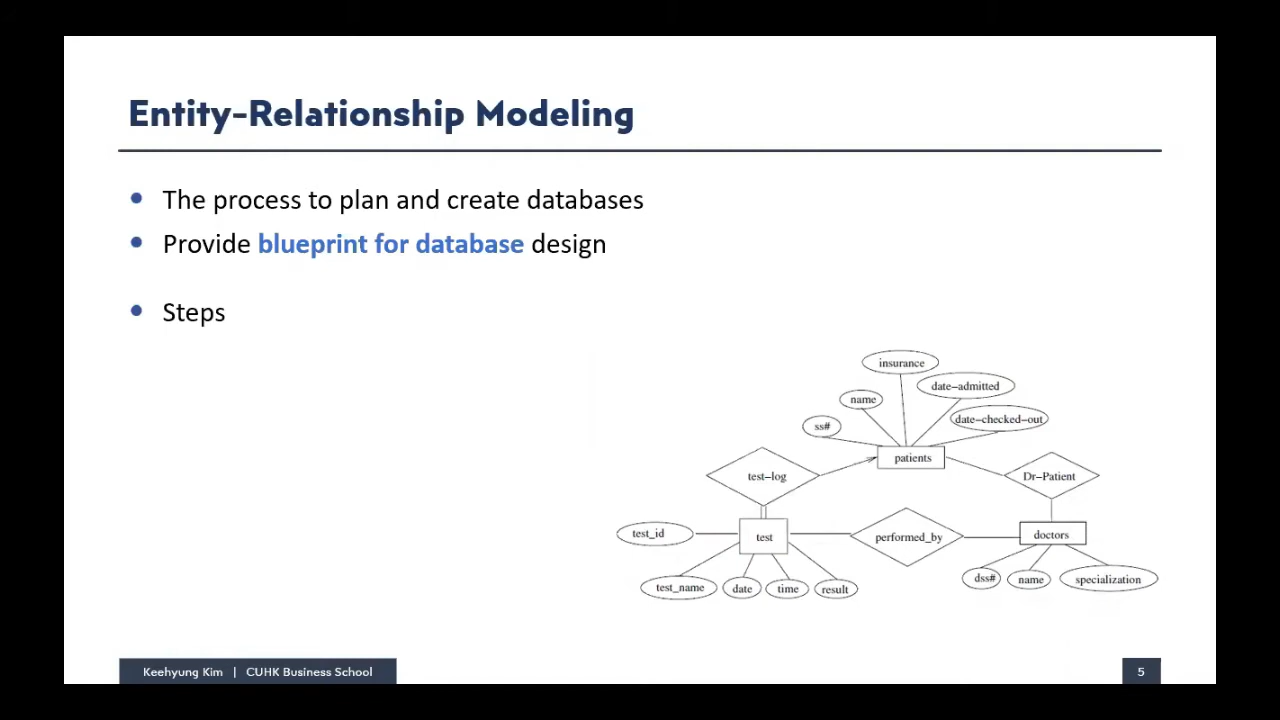 Entity-Relationship Modeling
The process to plan and create databases
Provide blueprint for database design
Steps
insurance
date-admitted
name
date-checked-out
ss#
patients
test-log
Dr-Patient
test_id
test
performed_by
doctors
test_name
date
time
result
dss#
name
specialization
Keehyung Kim | CUHK Business School
5